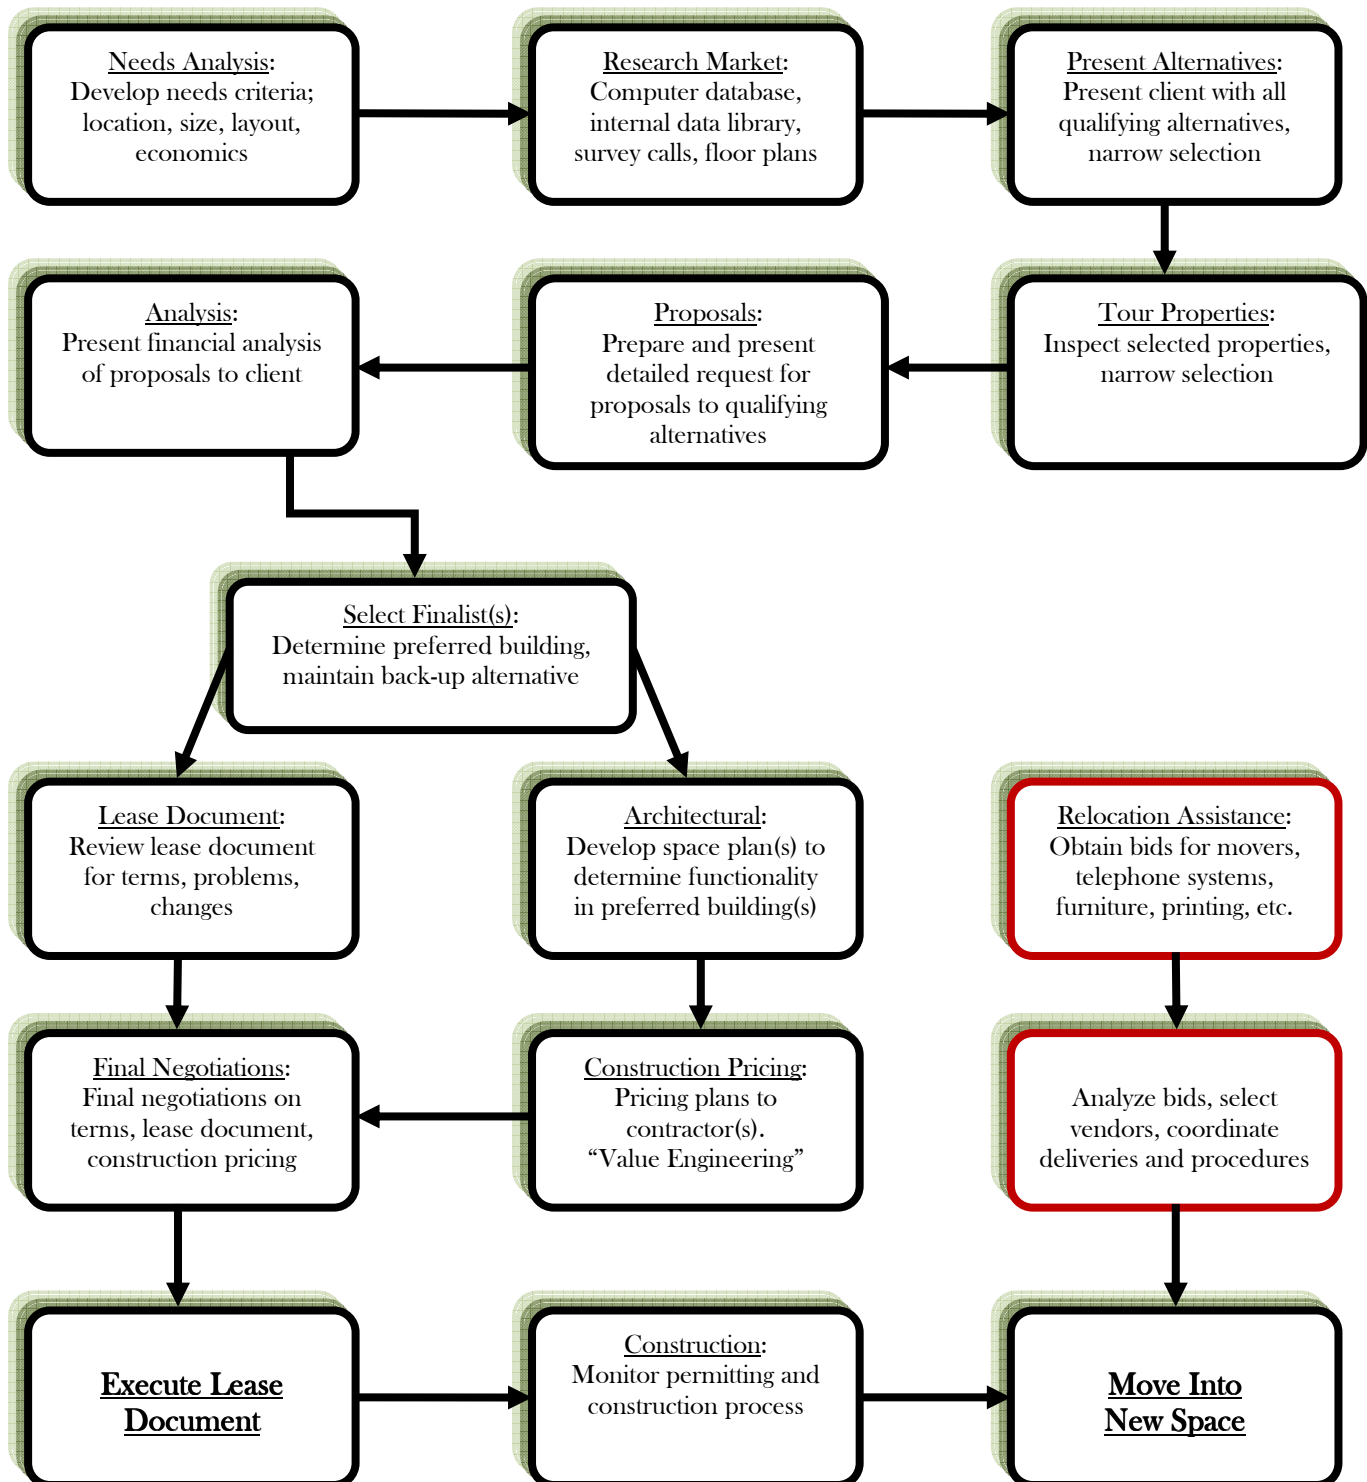 Needs Analysis:
Develop needs criteria;
location, size, layout,
economics
Research Market:
Computer database,
internal data library,
survey calls, floor plans
Present Alternatives:
Present client with all
qualifying alternatives,
narrow selection
Analysis:
Present financial analysis
of proposals to client
Proposals:
Prepare and present
detailed request for
proposals to qualifying
alternatives
Tour Properties:
Inspect selected properties,
narrow selection
Select Finalist(s):
Determine preferred building,
maintain back-up alternative
Lease Document:
Review lease document
for terms, problems,
changes
Architectural:
Develop space plan(s) to
determine functionality
in preferred building(s)
Relocation Assistance:
Obtain bids for movers,
telephone systems,
furniture, printing, etc.
Final Negotiations:
Final negotiations on
terms, lease document,
construction pricing
Construction Pricing:
Pricing plans to
contractor(s).
“Value Engineering”
Analyze bids, select
vendors, coordinate
deliveries and procedures
Execute Lease
Document
Construction:
Monitor permitting and
construction process
Move Into
New Space